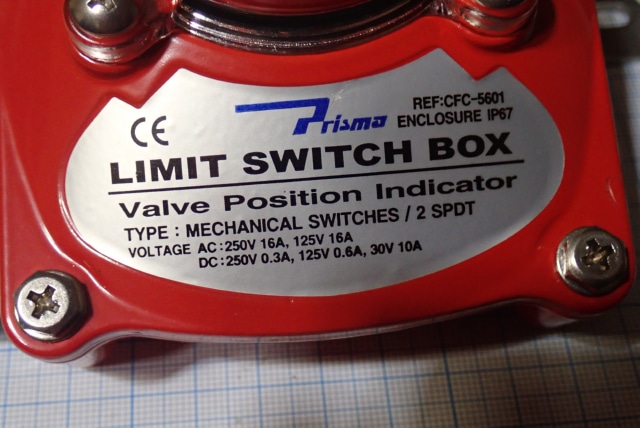 CE
Prisma
REF:CFC-5601
ENCLOSURE IP67
LIMIT SWITCH BOX
Valve Position Indicator
TYPE : MECHANICAL SWITCHES / 2 SPDT
VOLTAGE AC:250V 16A, 125V 16A
DC:250V 0.3A, 125V 0.6A, 30V 10A